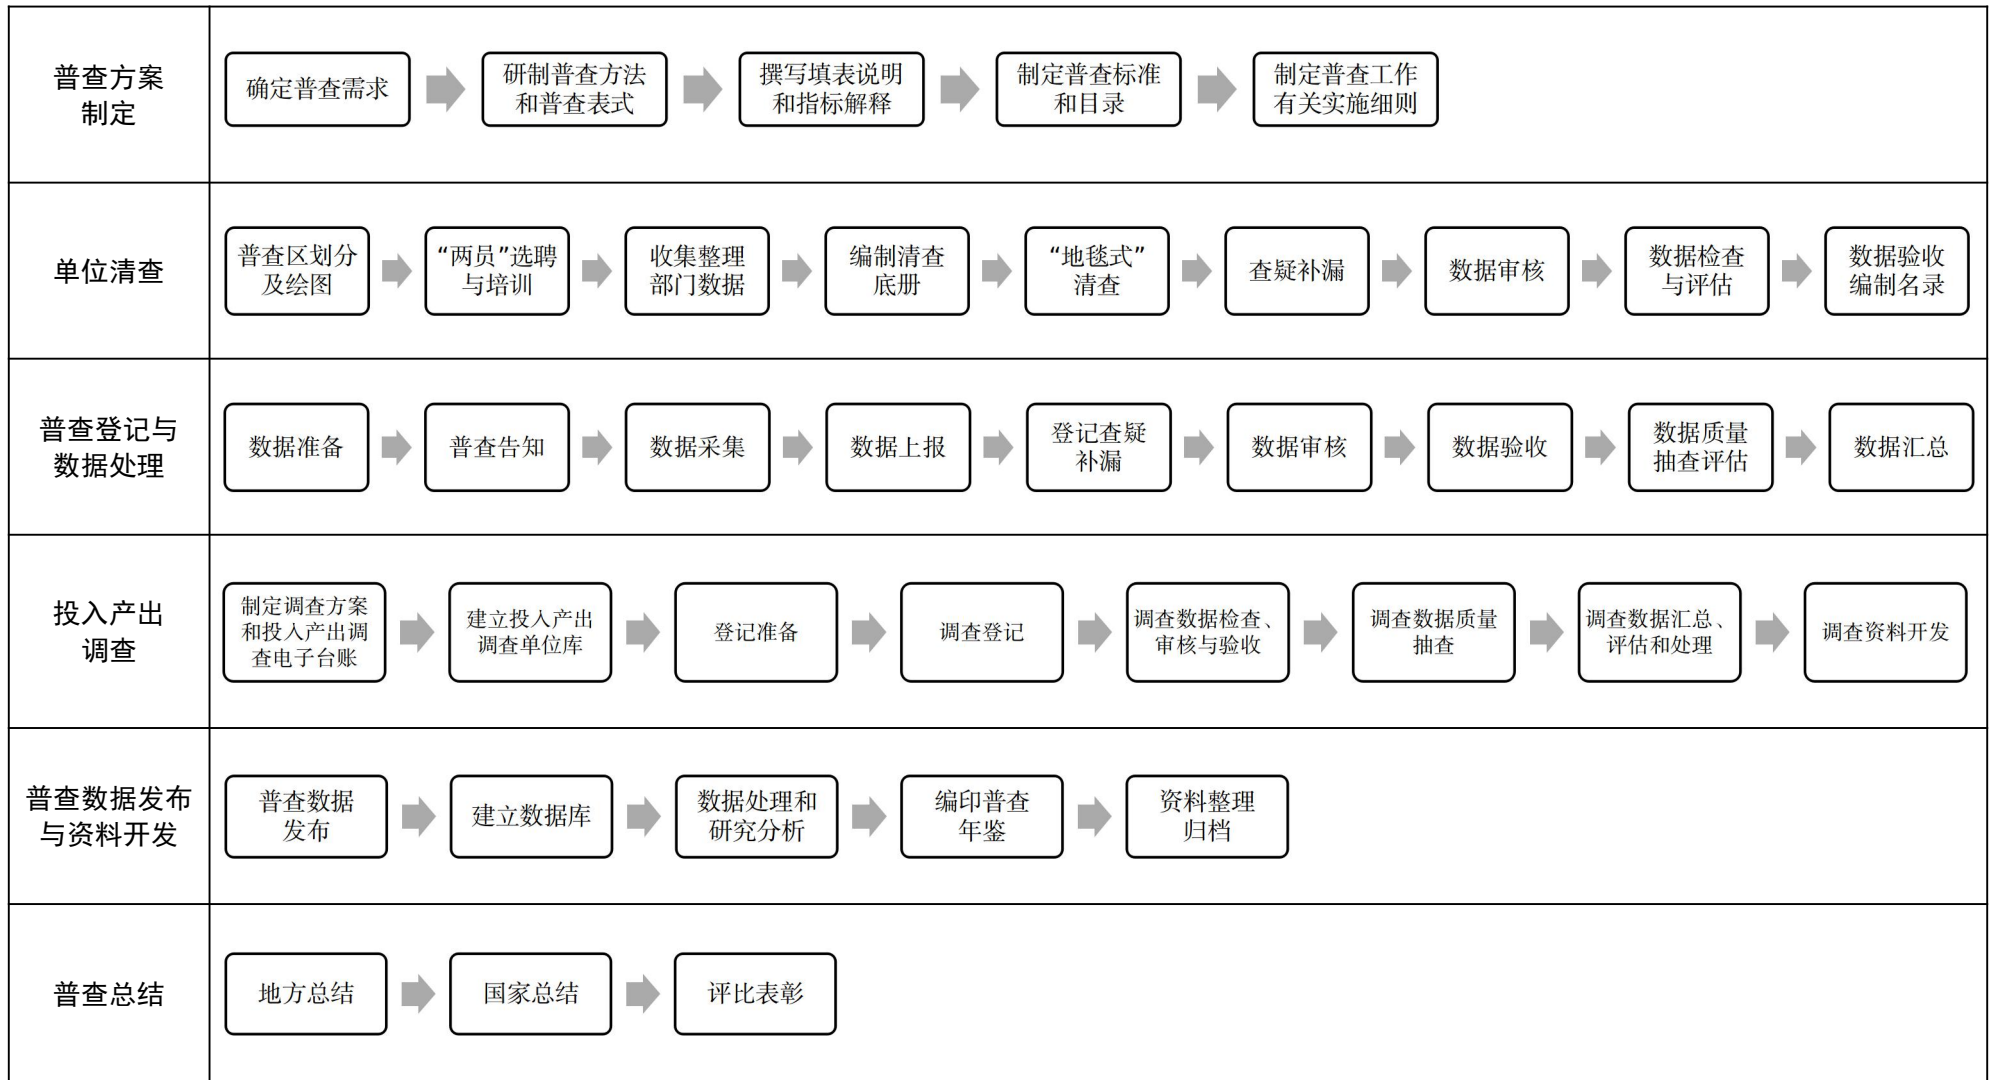 普查方案
制定
确定普查需求
研制普查方法
和普查表式
撰写填表说明
和指标解释
制定普查标准
和目录
制定普查工作
有关实施细则
单位清查
普查区划分
及绘图
“两员”选聘
与培训
收集整理
部门数据
编制清查
底册
“地毯式”
清查
查疑补漏
数据审核
数据检查
与评估
数据验收
编制名录
普查登记与
数据处理
数据准备
普查告知
数据采集
数据上报
登记查疑
补漏
数据审核
数据验收
数据质量
抽查评估
数据汇总
投入产出
调查
制定调查方案
和投入产出调
查电子台账
建立投入产出
调查单位库
登记准备
调查登记
调查数据检查、
审核与验收
调查数据质量
抽查
调查数据汇总、
评估和处理
调查资料开发
普查数据发布
与资料开发
普查数据
发布
建立数据库
数据处理和
研究分析
编印普查
年鉴
资料整理
归档
普查总结
地方总结
国家总结
评比表彰